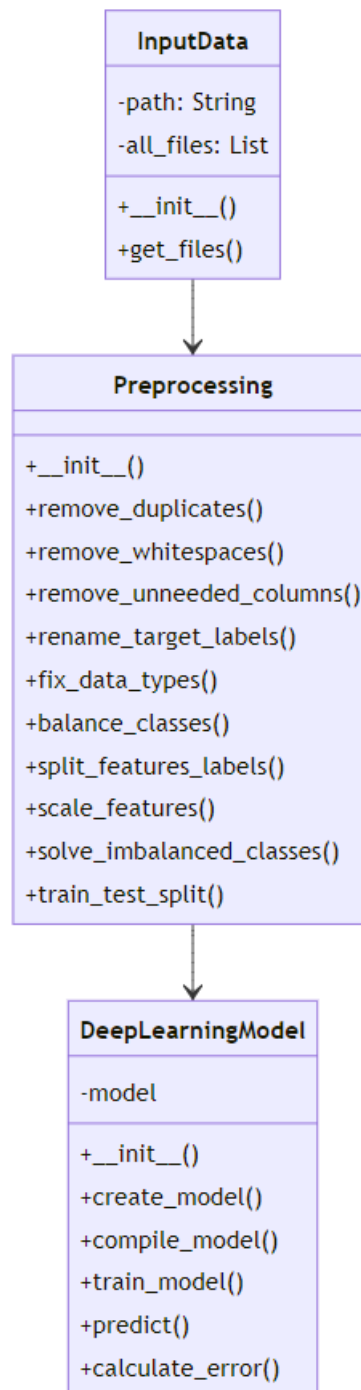 InputData
-path: String
-all_files: List
+__init__()
+get_files()
Preprocessing
+__init__()
+remove_duplicates()
+remove_whitespaces()
+remove_unneeded_columns()
+rename_target_labels()
+fix_data_types()
+balance_classes()
+split_features_labels()
+scale_features()
+solve_imbalanced_classes()
+train_test_split()
DeepLearningModel
-model
+__init__()
+create_model()
+compile_model()
+train_model()
+predict()
+calculate_error()